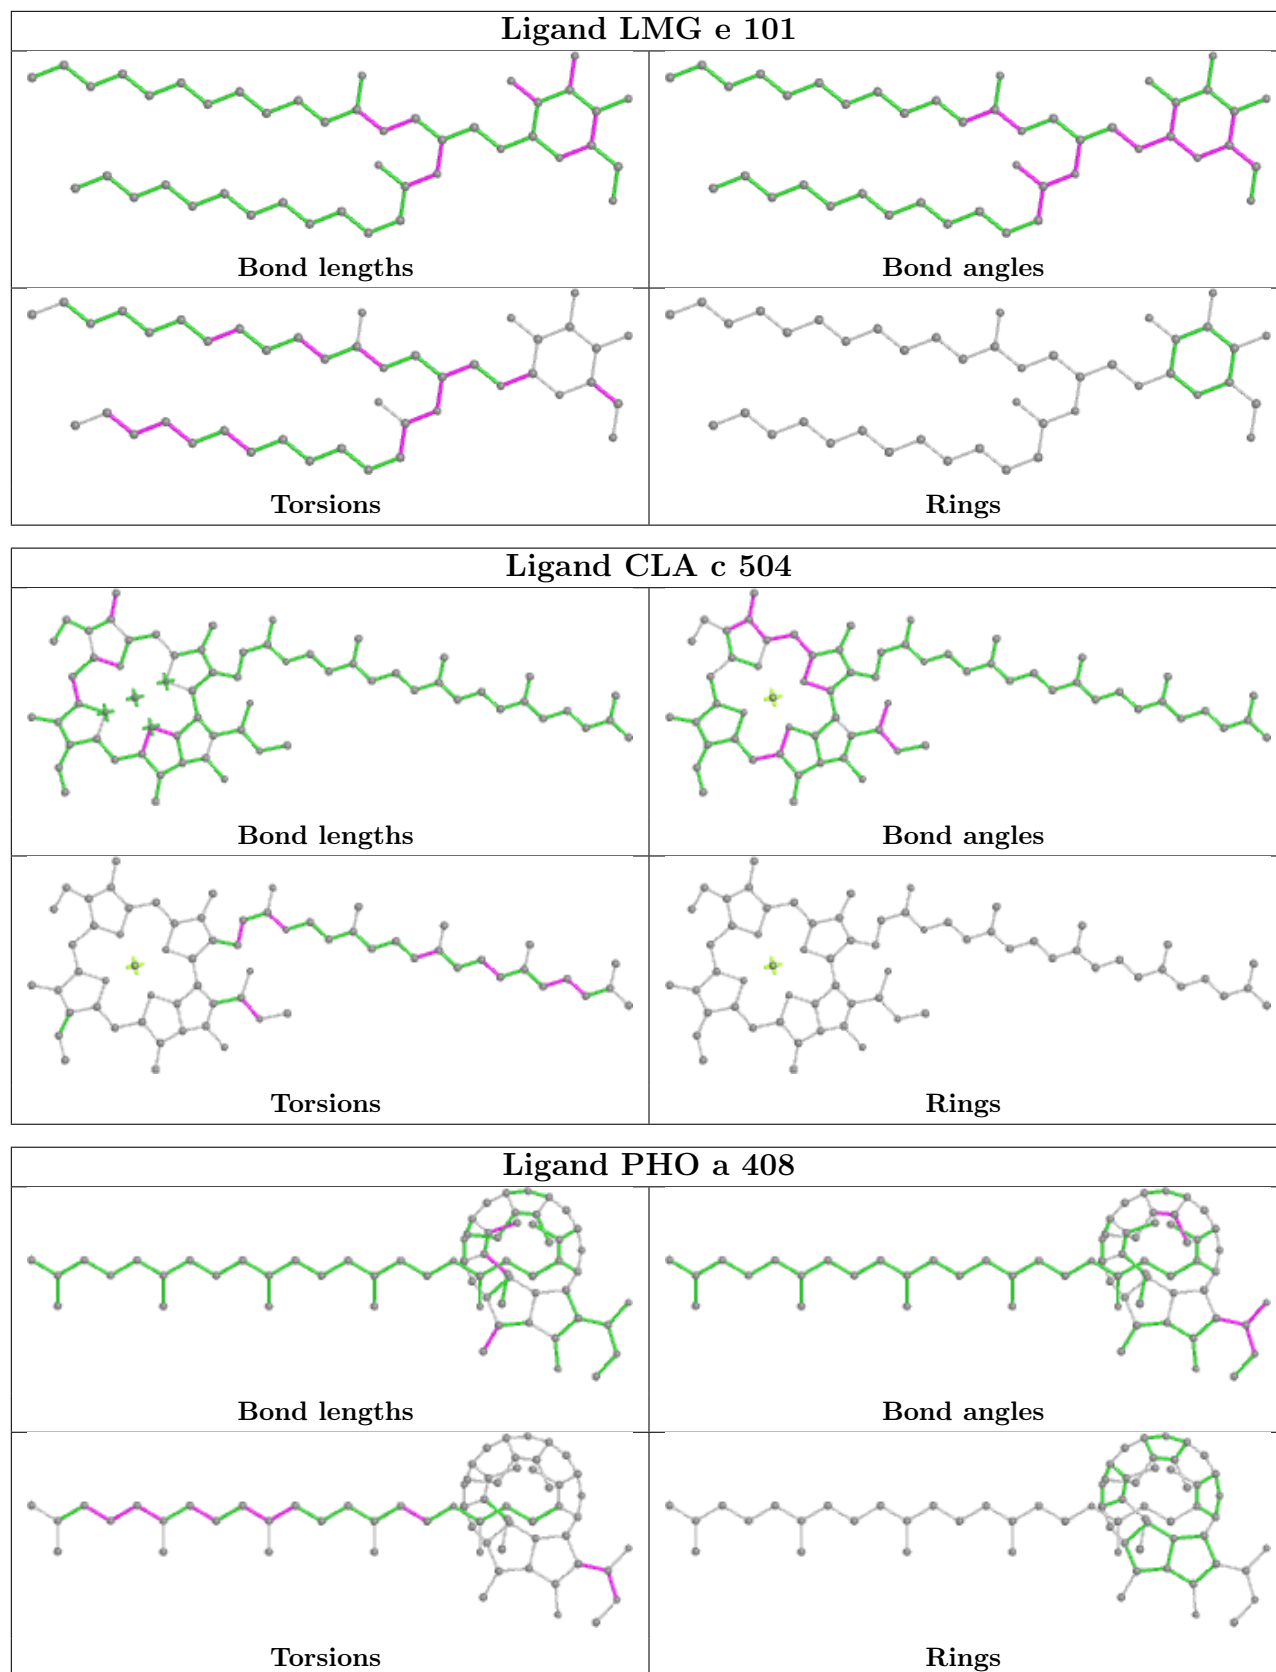 Ligand LMG e 101
Bond lengths
Bond angles
Torsions
Rings
Ligand CLA c 504
Bond lengths
Bond angles
Torsions
Rings
Ligand PHO a 408
Bond lengths
Bond angles
Torsions
Rings